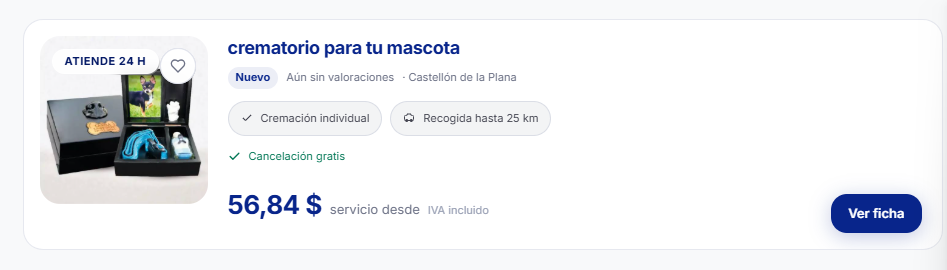 ATIENDE 24 H
crematorio para tu mascota
Nuevo Aún sin valoraciones · Castellón de la Plana
Cremación individual Recogida hasta 25 km
Cancelación gratis
56,84 $ servicio desde IVA incluido
Ver ficha